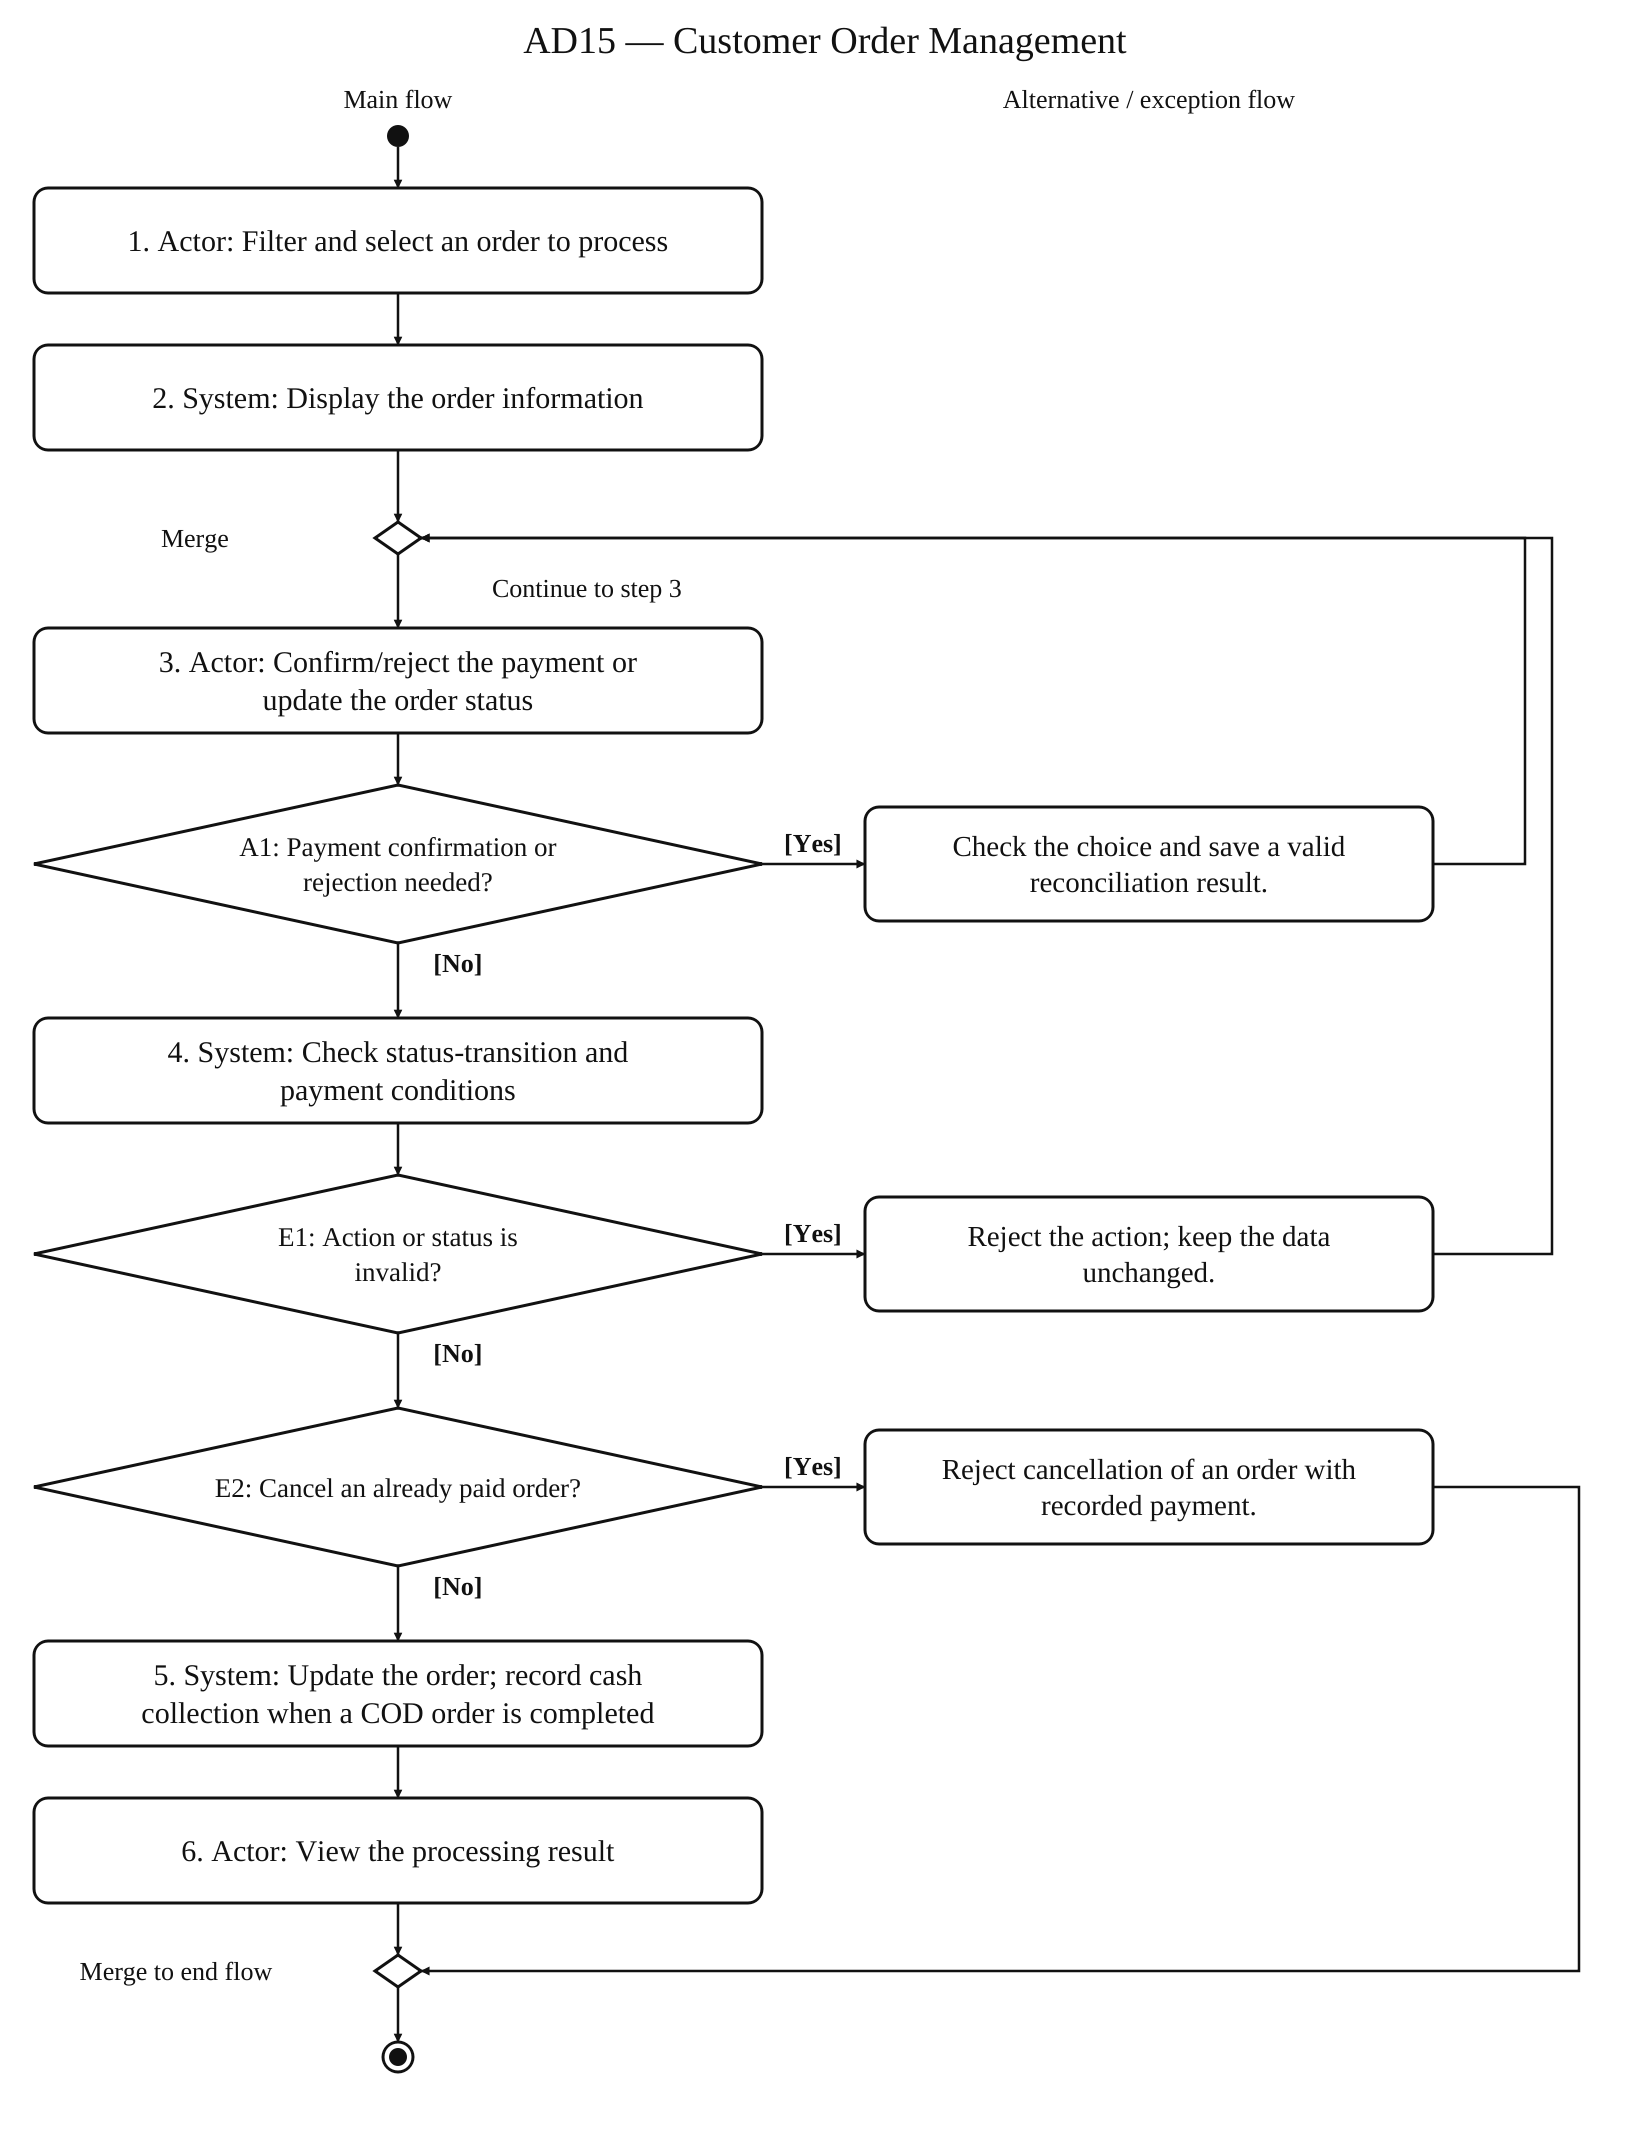 AD15 — Customer Order Management
Main flow
Alternative / exception flow
1. Actor: Filter and select an order to process
2. System: Display the order information
Merge
Continue to step 3
3. Actor: Confirm/reject the payment or
update the order status
A1: Payment confirmation or
rejection needed?
[Yes]
Check the choice and save a valid
reconciliation result.
[No]
4. System: Check status-transition and
payment conditions
E1: Action or status is
invalid?
[Yes]
Reject the action; keep the data
unchanged.
[No]
E2: Cancel an already paid order?
[Yes]
Reject cancellation of an order with
recorded payment.
[No]
5. System: Update the order; record cash
collection when a COD order is completed
6. Actor: View the processing result
Merge to end flow